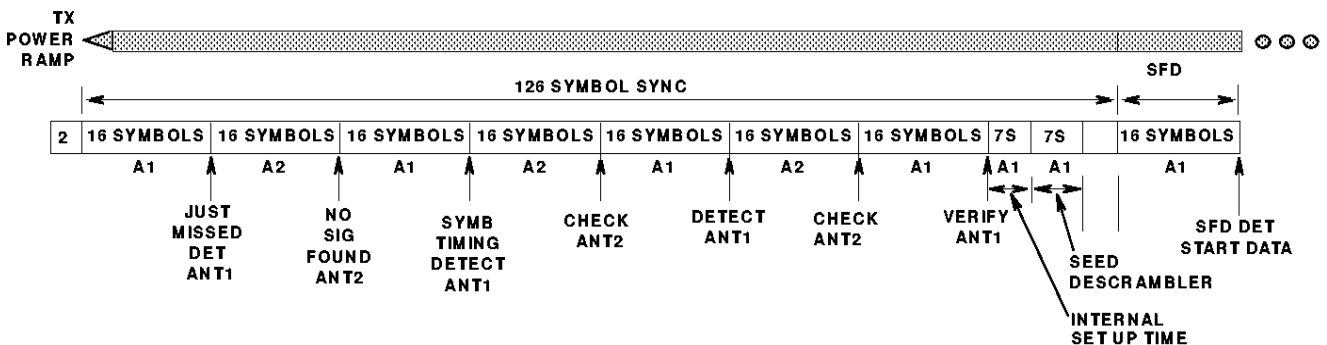 TX
POWER
RAMP
SFD
126 SYMBOL SYNC
2 16 SYMBOLS 16 SYMBOLS 16 SYMBOLS 16 SYMBOLS 16 SYMBOLS 16 SYMBOLS 16 SYMBOLS 7S 7S 16 SYMBOLS
A1 A2 A1 A2 A1 A2 A1 A1 A1 A1
JUST
MISSED
DET
ANT1
NO
SIG
FOUND
ANT2
SYMB
TIMING
DETECT
ANT1
CHECK
ANT2
DETECT
ANT1
CHECK
ANT2
VERIFY
ANT1
SEED
DESCRAMBLER
INTERNAL
SET UP TIME
SFD DET
START DATA